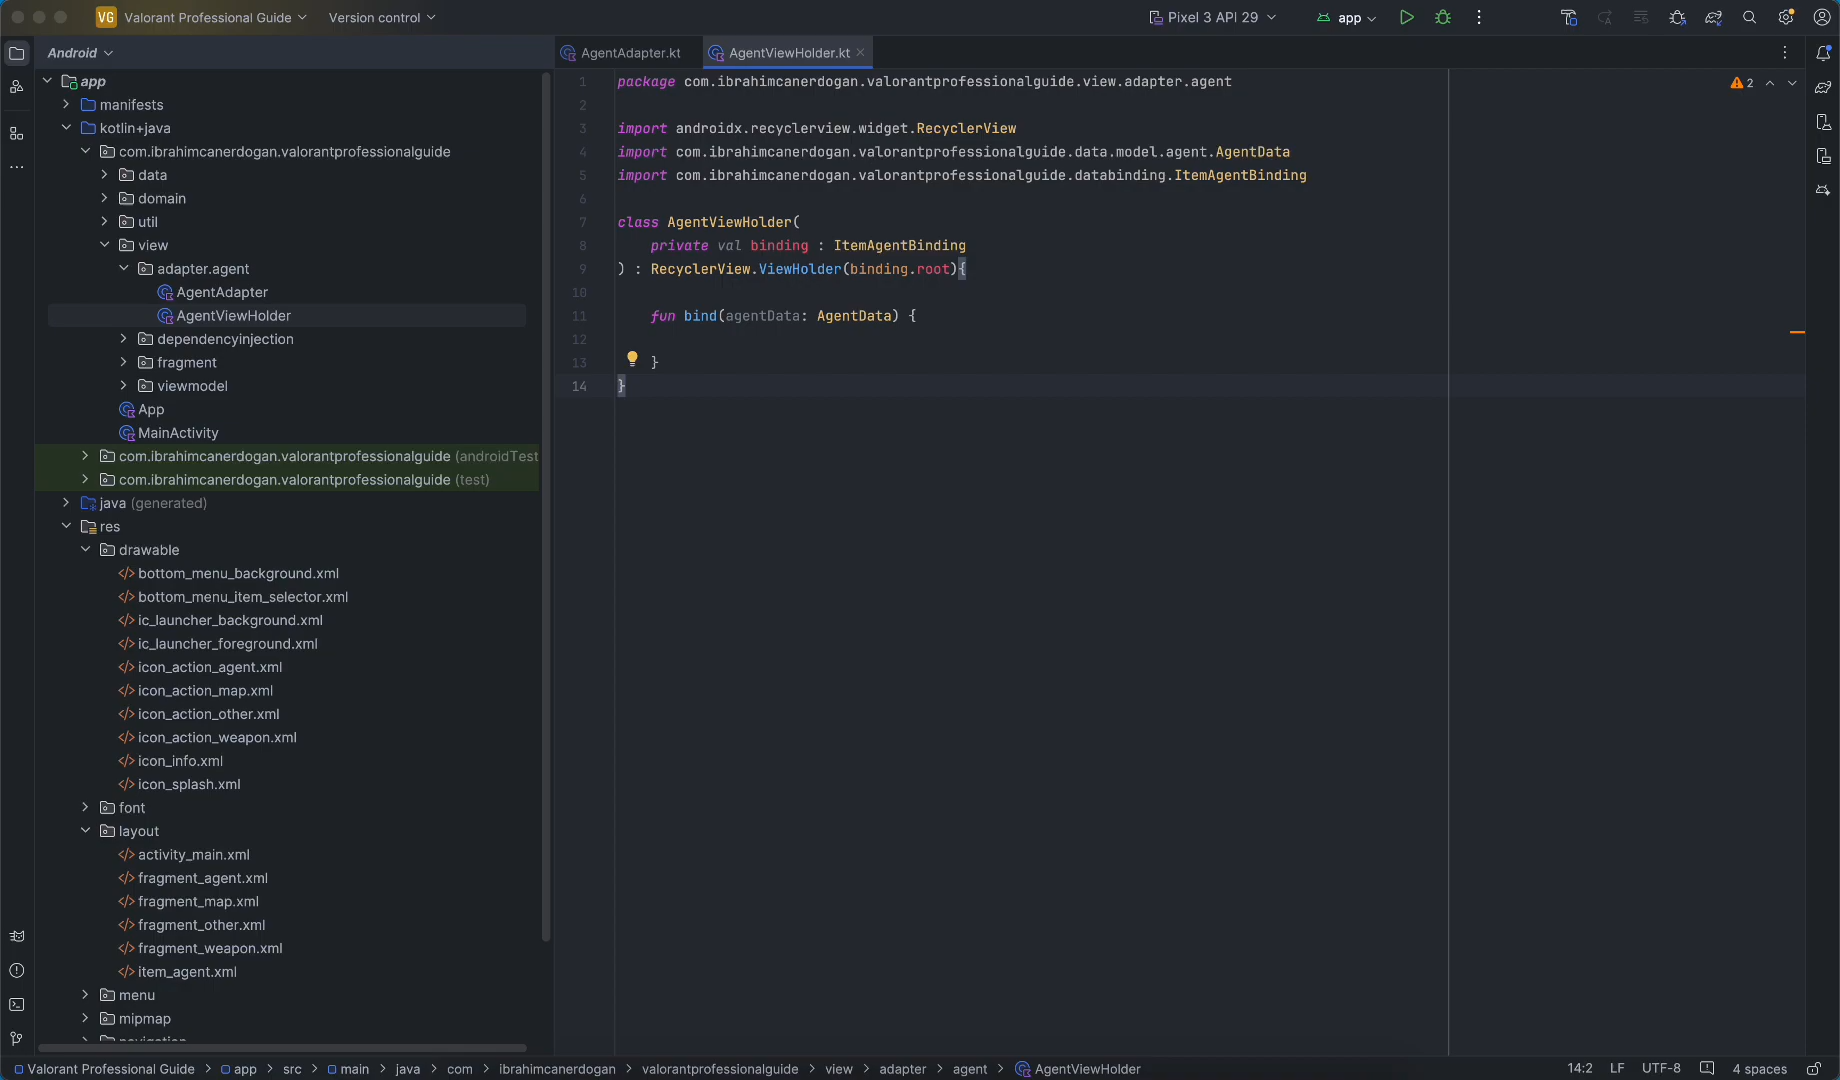 VG Valorant Professional Guide Version control Pixel 3 API 29 app
Android
app
manifests
kotlin+java
com.ibrahimcanerdogan.valorantprofessionalguide
data
domain
util
view
adapter.agent
AgentAdapter
AgentViewHolder
dependencyinjection
fragment
viewmodel
App
MainActivity
com.ibrahimcanerdogan.valorantprofessionalguide (androidTest
com.ibrahimcanerdogan.valorantprofessionalguide (test)
java (generated)
res
drawable
bottom_menu_background.xml
bottom_menu_item_selector.xml
ic_launcher_background.xml
ic_launcher_foreground.xml
icon_action_agent.xml
icon_action_map.xml
icon_action_other.xml
icon_action_weapon.xml
icon_info.xml
icon_splash.xml
font
layout
activity_main.xml
fragment_agent.xml
fragment_map.xml
fragment_other.xml
fragment_weapon.xml
item_agent.xml
menu
mipmap
AgentAdapter.kt AgentViewHolder.kt
1 package com.ibrahimcanerdogan.valorantprofessionalguide.view.adapter.agent 2
2
3 import androidx.recyclerview.widget.RecyclerView
4 import com.ibrahimcanerdogan.valorantprofessionalguide.data.model.agent.AgentData
5 import com.ibrahimcanerdogan.valorantprofessionalguide.databinding.ItemAgentBinding
6
7 class AgentViewHolder(
8 private val binding : ItemAgentBinding
9 ) : RecyclerView.ViewHolder(binding.root){
10
11 fun bind(agentData: AgentData) {
12
13 }
14 }
Valorant Professional Guide > app > src > main > java > com > ibrahimcanerdogan > valorantprofessionalguide > view > adapter > agent > AgentViewHolder 14:2 LF UTF-8 4 spaces